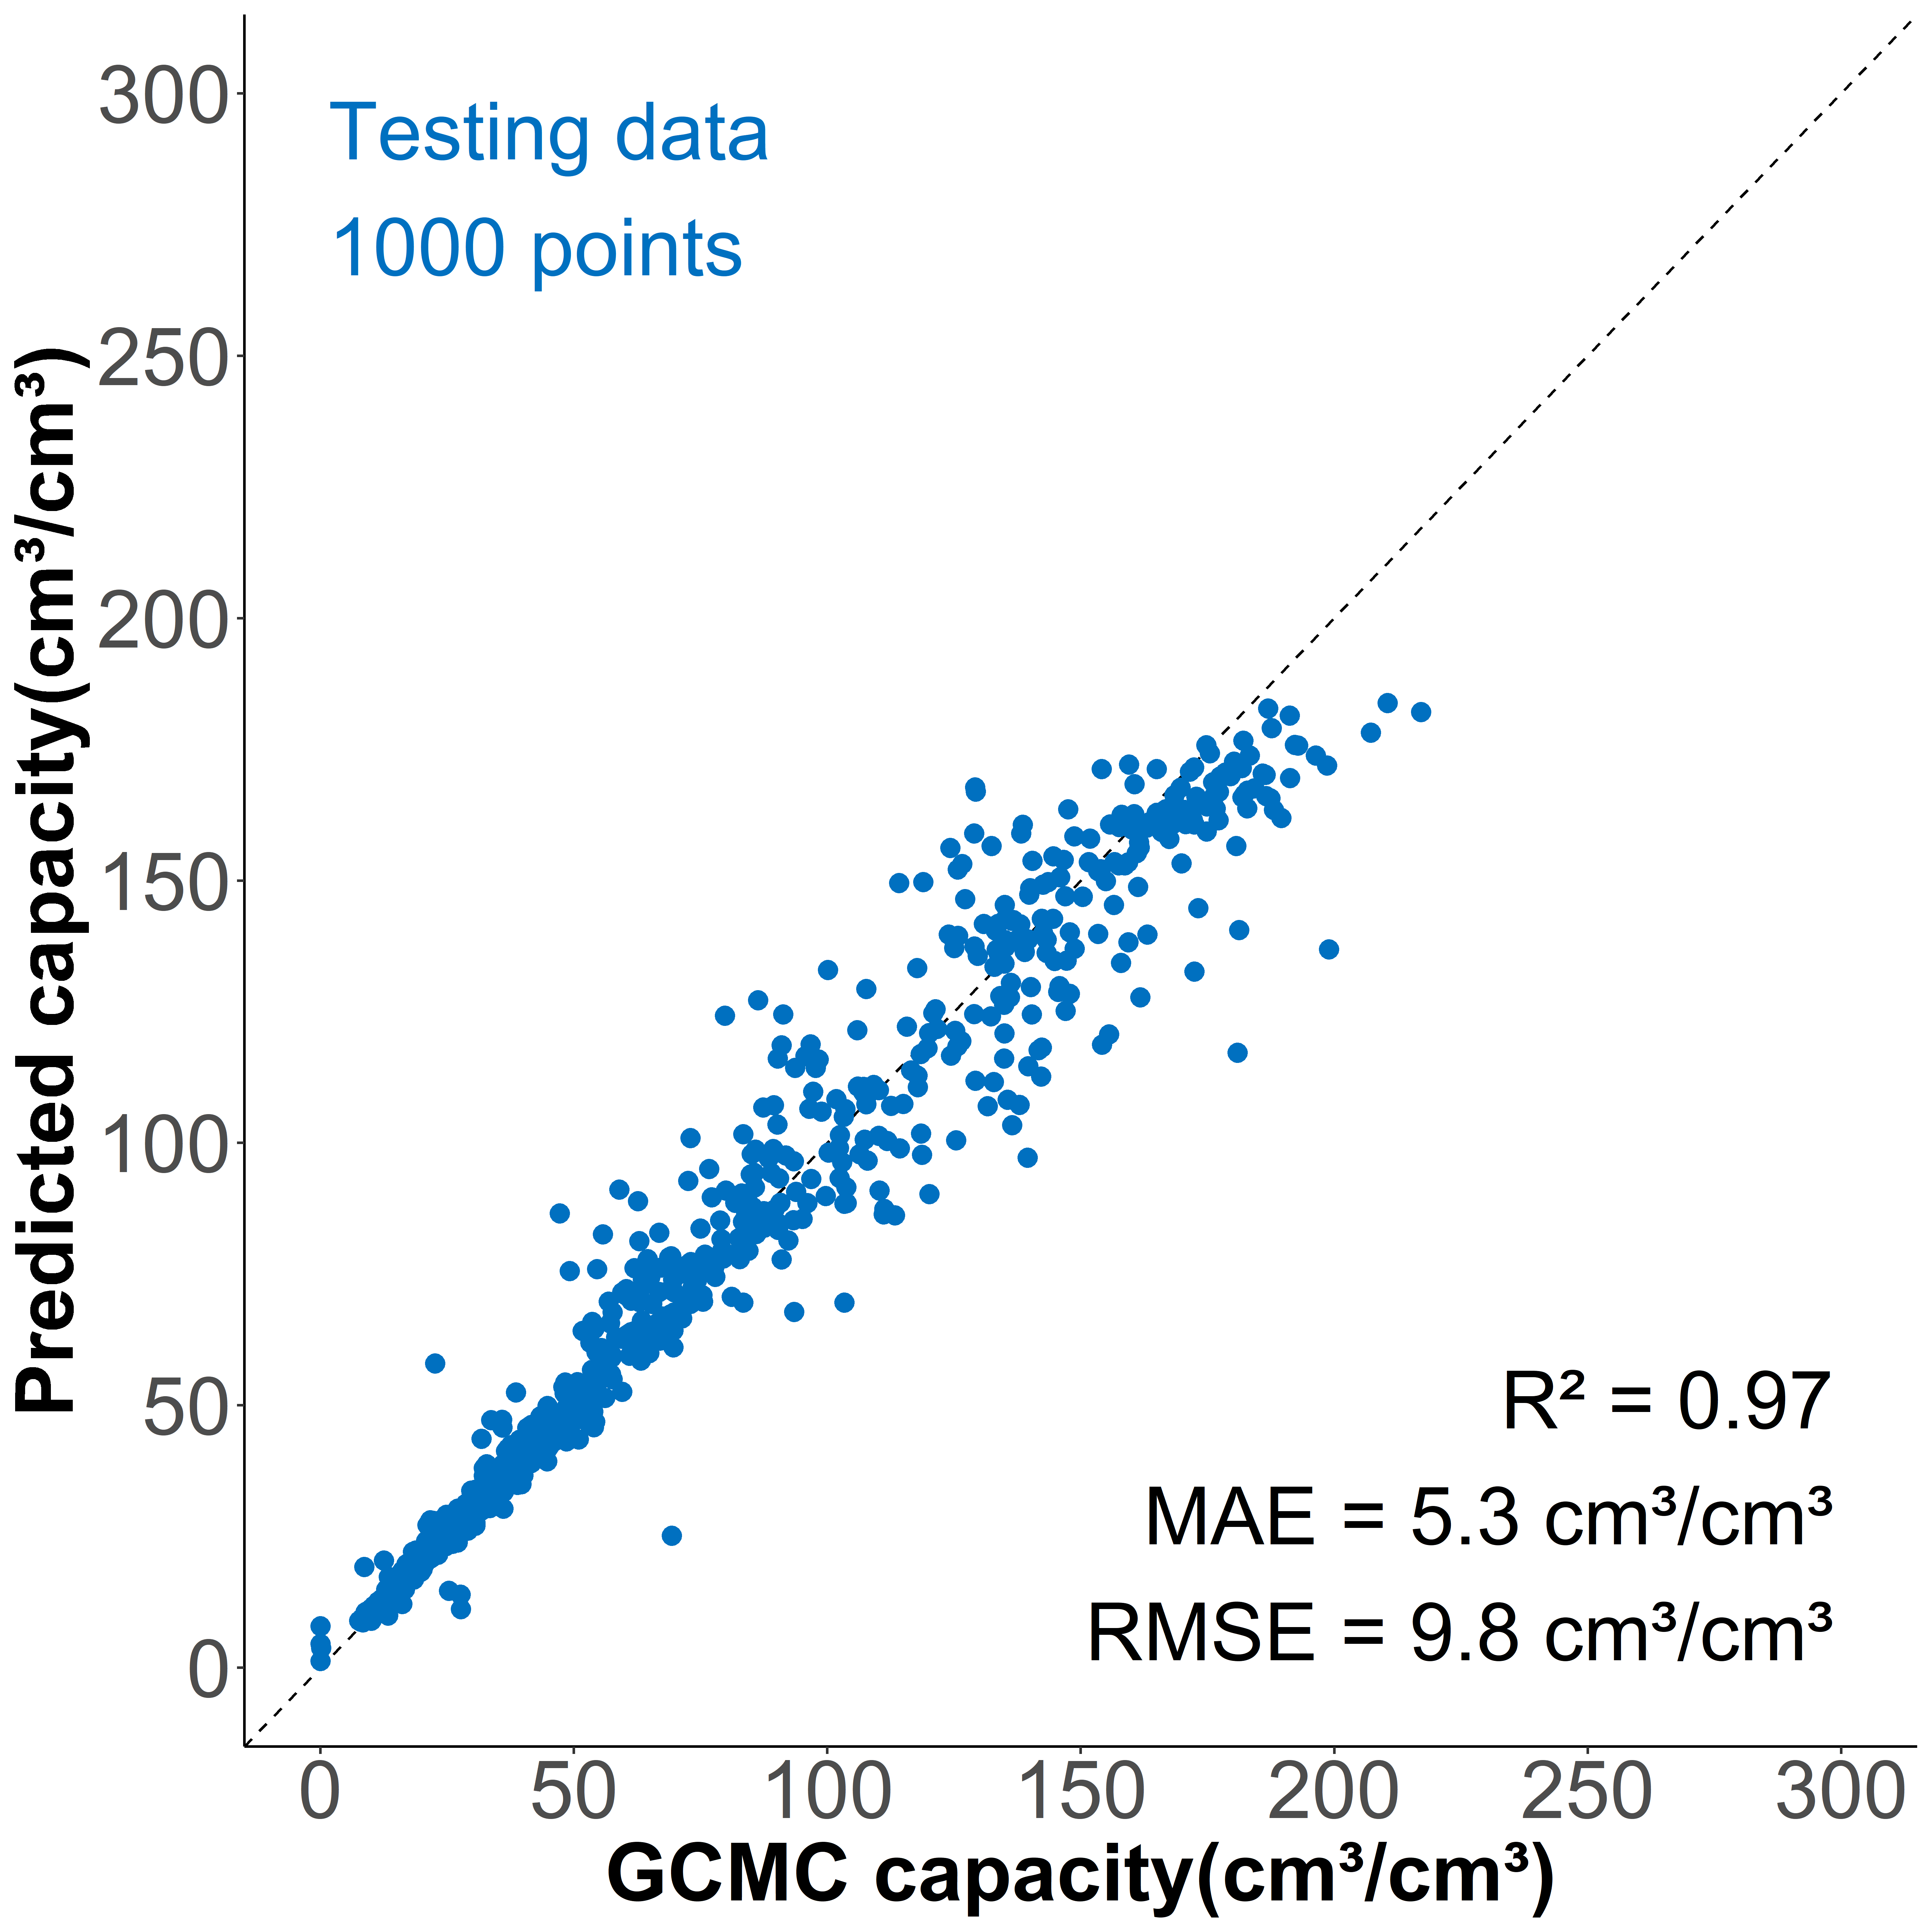 300
250
200
150
100
50
0
Predicted capacity(cm³/cm³)
Testing data
1000 points
R² = 0.97
MAE = 5.3 cm³/cm³
RMSE = 9.8 cm³/cm³
0 50 100 150 200 250 300
GCMC capacity(cm³/cm³)